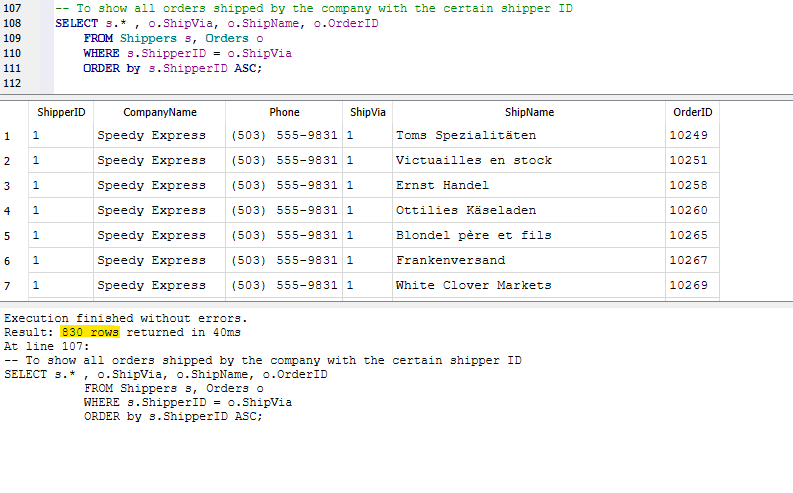 107 -- To show all orders shipped by the company with the certain shipper ID
108 SELECT s.* , o.ShipVia, o.ShipName, o.OrderID
109 FROM Shippers s, Orders o
110 WHERE s.ShipperID = o.ShipVia
111 ORDER by s.ShipperID ASC;
112
ShipperID CompanyName Phone ShipVia ShipName OrderID
1 1 Speedy Express (503) 555-9831 1 Toms Spezialitäten 10249
2 1 Speedy Express (503) 555-9831 1 Victuailles en stock 10251
3 1 Speedy Express (503) 555-9831 1 Ernst Handel 10258
4 1 Speedy Express (503) 555-9831 1 Ottilies Käseladen 10260
5 1 Speedy Express (503) 555-9831 1 Blondel père et fils 10265
6 1 Speedy Express (503) 555-9831 1 Frankenversand 10267
7 1 Speedy Express (503) 555-9831 1 White Clover Markets 10269
Execution finished without errors.
Result: 830 rows returned in 40ms
At line 107:
-- To show all orders shipped by the company with the certain shipper ID
SELECT s.* , o.ShipVia, o.ShipName, o.OrderID
FROM Shippers s, Orders o
WHERE s.ShipperID = o.ShipVia
ORDER by s.ShipperID ASC;